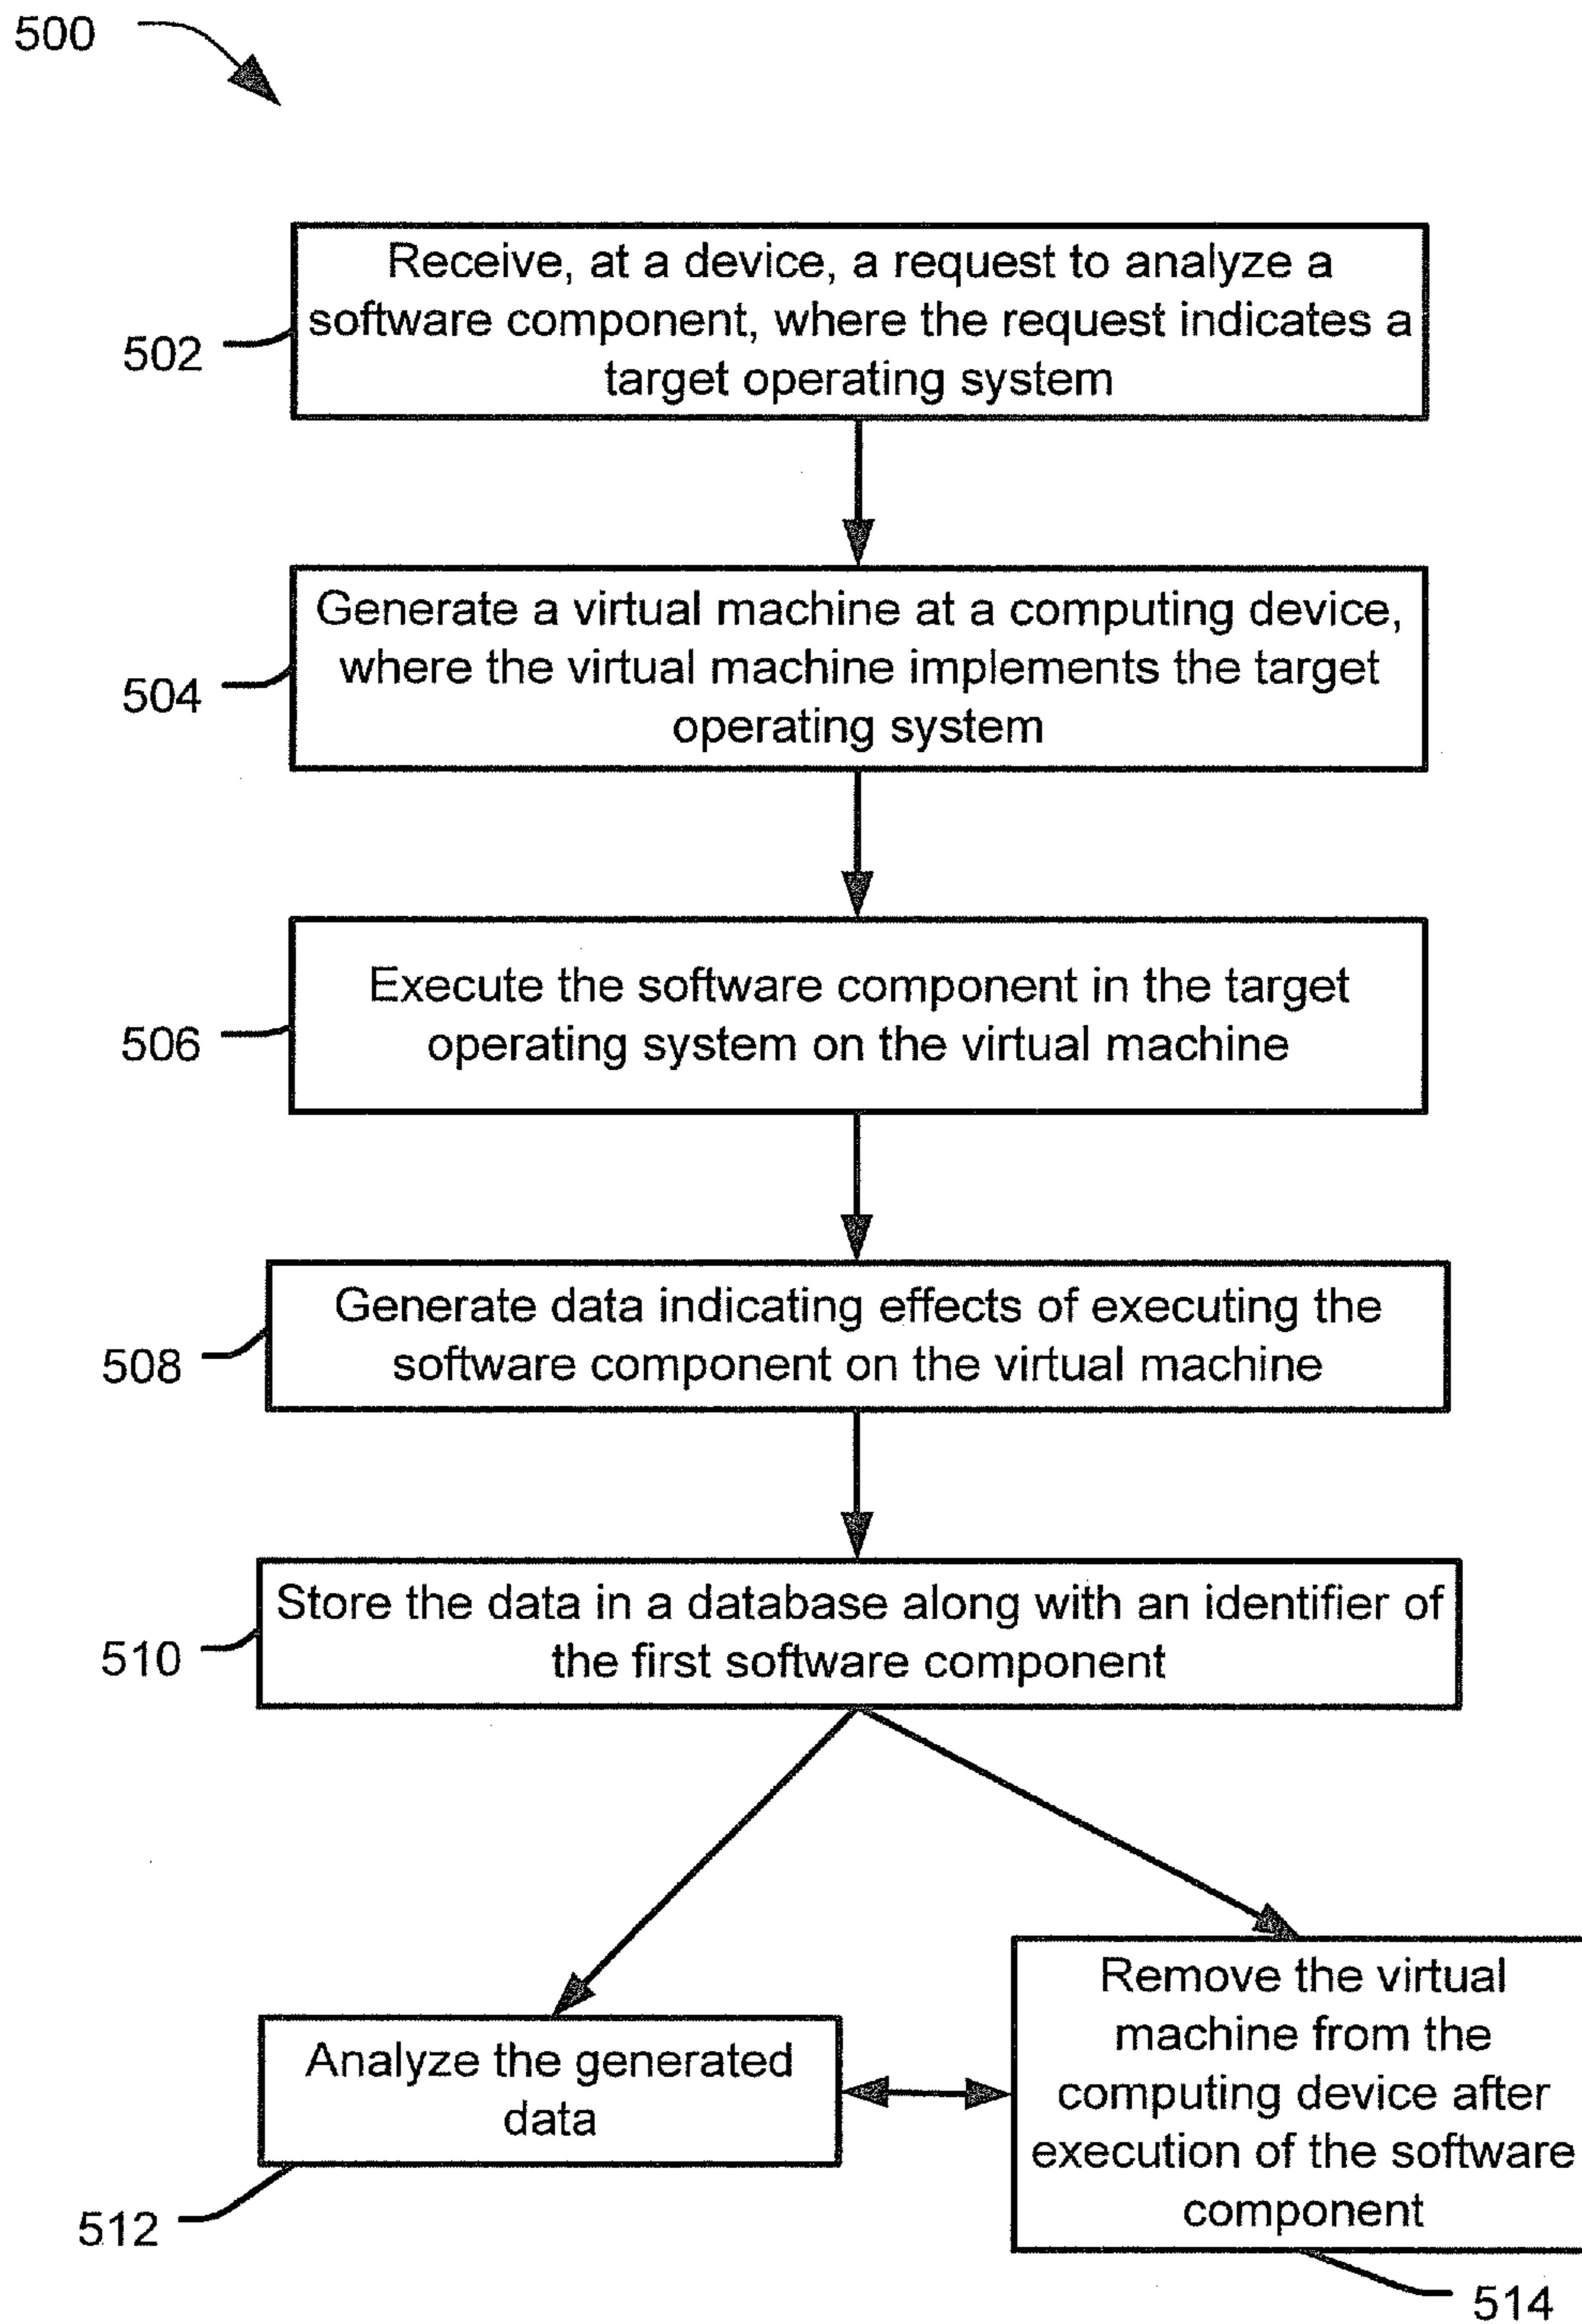 500
Receive, at a device, a request to analyze a
software component, where the request indicates a
target operating system
502
Generate a virtual machine at a computing device,
where the virtual machine implements the target
operating system
504
Execute the software component in the target
operating system on the virtual machine
506
Generate data indicating effects of executing the
software component on the virtual machine
508
Store the data in a database along with an identifier of
the first software component
510
Analyze the generated
data
512
Remove the virtual
machine from the
computing device after
execution of the software
component
514